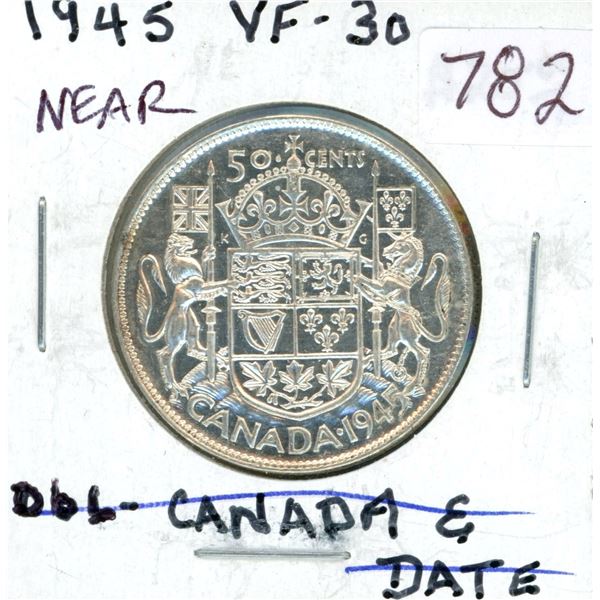 1945 VF-30
782
NEAR
50 · CENTS
K G
CANADA · 1945
Dbl - CANADA &
DATE